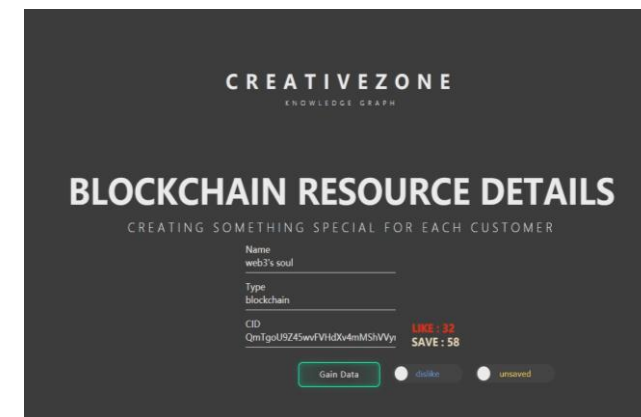 CREATIVEZONE
KNOWLEDGE GRAPH
BLOCKCHAIN RESOURCE DETAILS
CREATING SOMETHING SPECIAL FOR EACH CUSTOMER
Name
web3's soul
Type
blockchain
CID
QmTgoU9Z45wvFVHdXv4mMShVVyı
LIKE : 32
SAVE : 58
Gain Data
dislike
unsaved